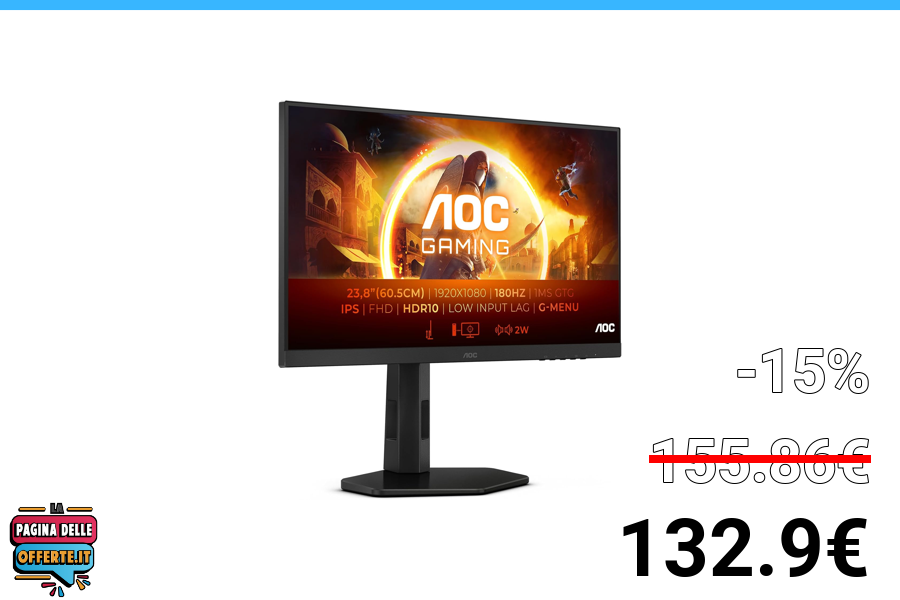 AOC
GAMING
23,8"(60.5CM) | 1920X1080 | 180HZ | 1MS GTG
IPS | FHD | HDR10 | LOW INPUT LAG | G-MENU
2W
AOC
AOC
-15%
155.86€
132.9€
LA
PAGINA DELLE
OFFERTE.IT